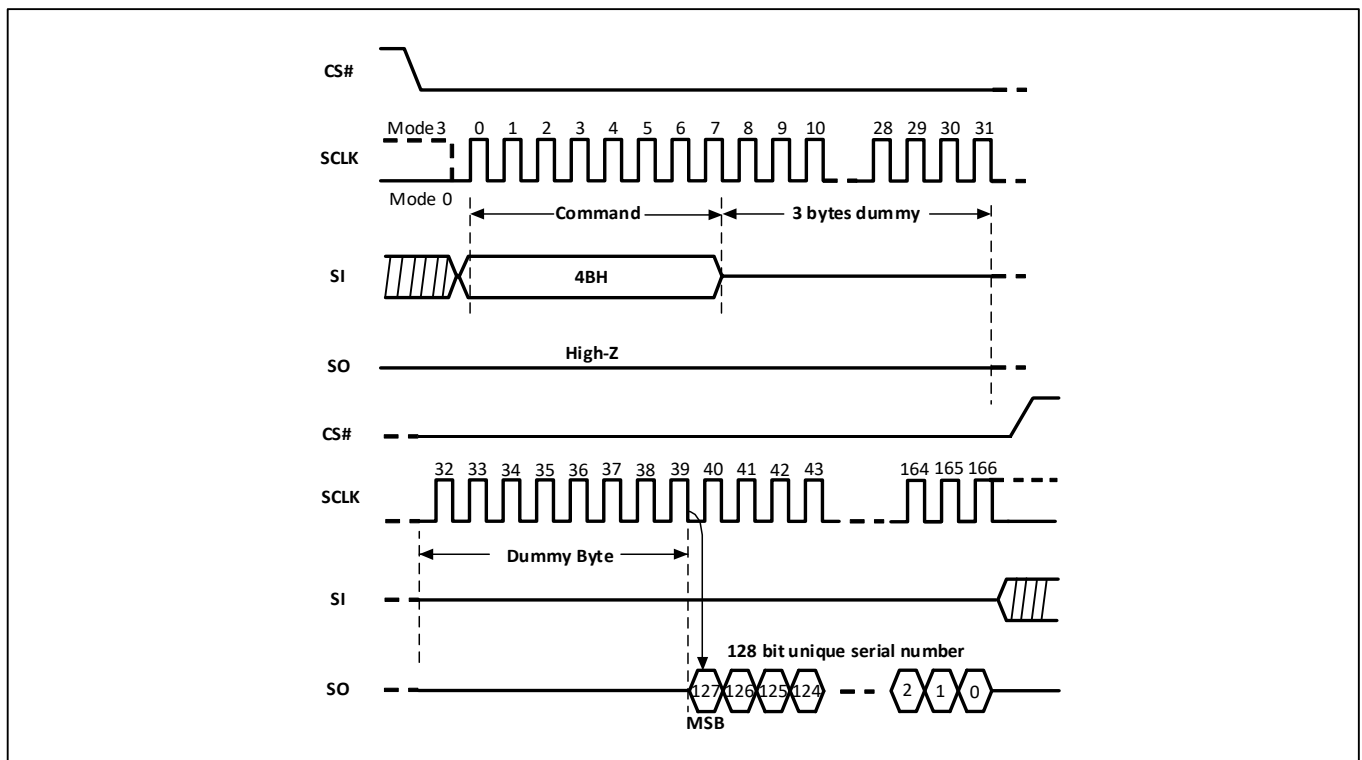 CS#
Mode 3 0 1 2 3 4 5 6 7 8 9 10 28 29 30 31
SCLK
Mode 0
Command 3 bytes dummy
SI 4BH
High-Z
SO
CS#
32 33 34 35 36 37 38 39 40 41 42 43 164 165 166
SCLK
Dummy Byte
SI
128 bit unique serial number
SO 127 126 125 124 2 1 0
MSB